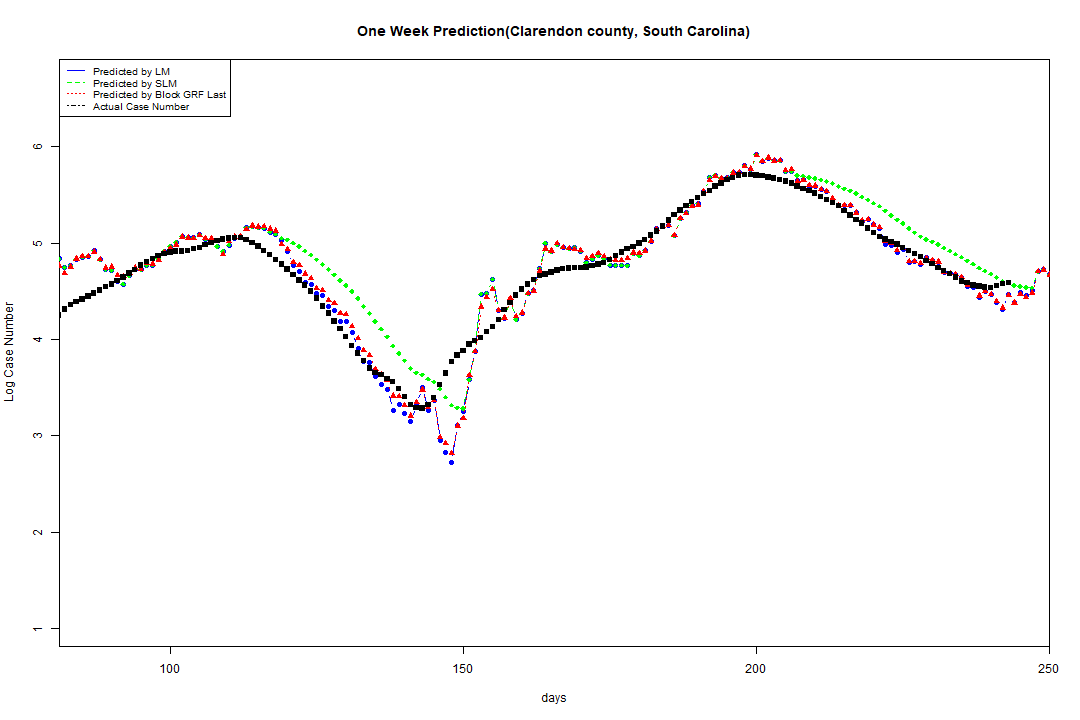 One Week Prediction(Clarendon county, South Carolina)
Predicted by LM
Predicted by SLM
Predicted by Block GRF Last
Actual Case Number
6
5
4
3
2
1
Log Case Number
100
150
200
250
days